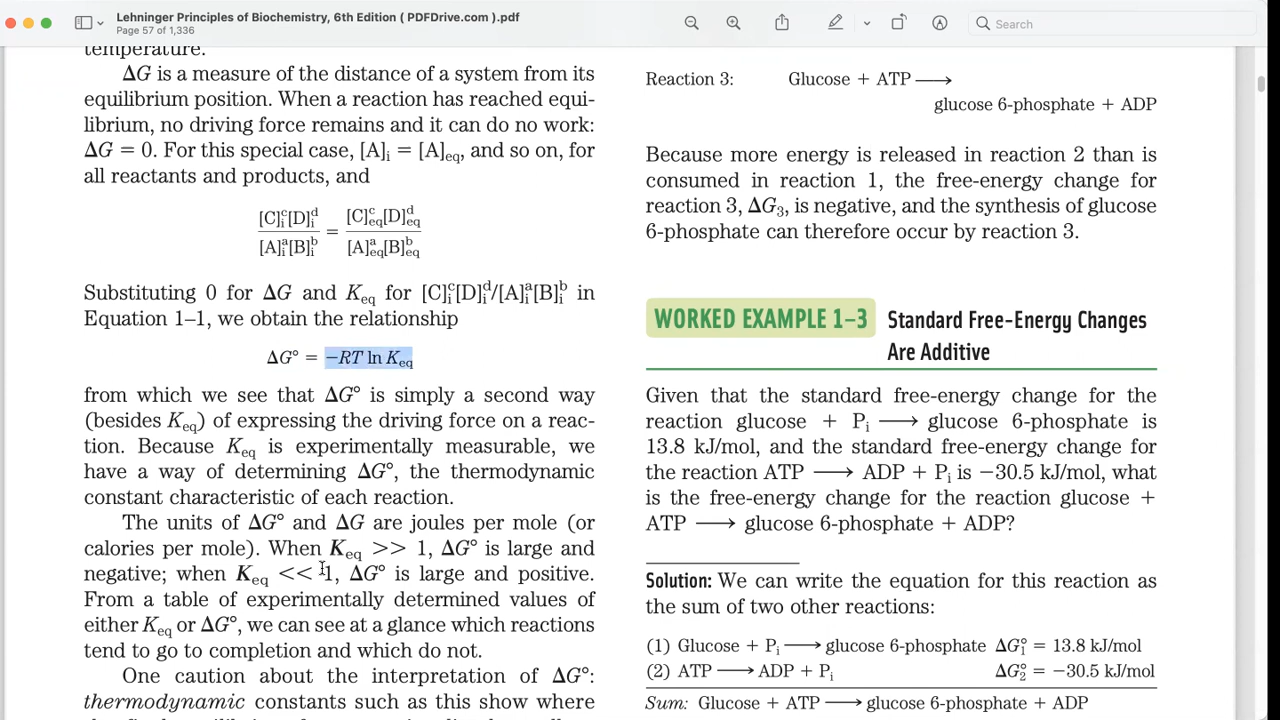 Lehninger Principles of Biochemistry, 6th Edition ( PDFDrive.com ).pdf
Page 57 of 1,336
Search
temperature.
ΔG is a measure of the distance of a system from its
equilibrium position. When a reaction has reached equi-
librium, no driving force remains and it can do no work:
ΔG = 0. For this special case, [A]i = [A]eq, and so on, for
all reactants and products, and
[C]i^c[D]i^d / [A]i^a[B]i^b = [C]eq^c[D]eq^d / [A]eq^a[B]eq^b
Substituting 0 for ΔG and Keq for [C]i^c[D]i^d/[A]i^a[B]i^b in
Equation 1–1, we obtain the relationship
ΔG° = −RT ln Keq
from which we see that ΔG° is simply a second way
(besides Keq) of expressing the driving force on a reac-
tion. Because Keq is experimentally measurable, we
have a way of determining ΔG°, the thermodynamic
constant characteristic of each reaction.
The units of ΔG° and ΔG are joules per mole (or
calories per mole). When Keq >> 1, ΔG° is large and
negative; when Keq << 1, ΔG° is large and positive.
From a table of experimentally determined values of
either Keq or ΔG°, we can see at a glance which reactions
tend to go to completion and which do not.
One caution about the interpretation of ΔG°:
thermodynamic constants such as this show where
Reaction 3: Glucose + ATP ⟶
glucose 6-phosphate + ADP
Because more energy is released in reaction 2 than is
consumed in reaction 1, the free-energy change for
reaction 3, ΔG3, is negative, and the synthesis of glucose
6-phosphate can therefore occur by reaction 3.
WORKED EXAMPLE 1–3 Standard Free-Energy Changes
Are Additive
Given that the standard free-energy change for the
reaction glucose + Pi ⟶ glucose 6-phosphate is
13.8 kJ/mol, and the standard free-energy change for
the reaction ATP ⟶ ADP + Pi is −30.5 kJ/mol, what
is the free-energy change for the reaction glucose +
ATP ⟶ glucose 6-phosphate + ADP?
Solution: We can write the equation for this reaction as
the sum of two other reactions:
(1) Glucose + Pi ⟶ glucose 6-phosphate ΔG1° = 13.8 kJ/mol
(2) ATP ⟶ ADP + Pi ΔG2° = −30.5 kJ/mol
Sum: Glucose + ATP ⟶ glucose 6-phosphate + ADP